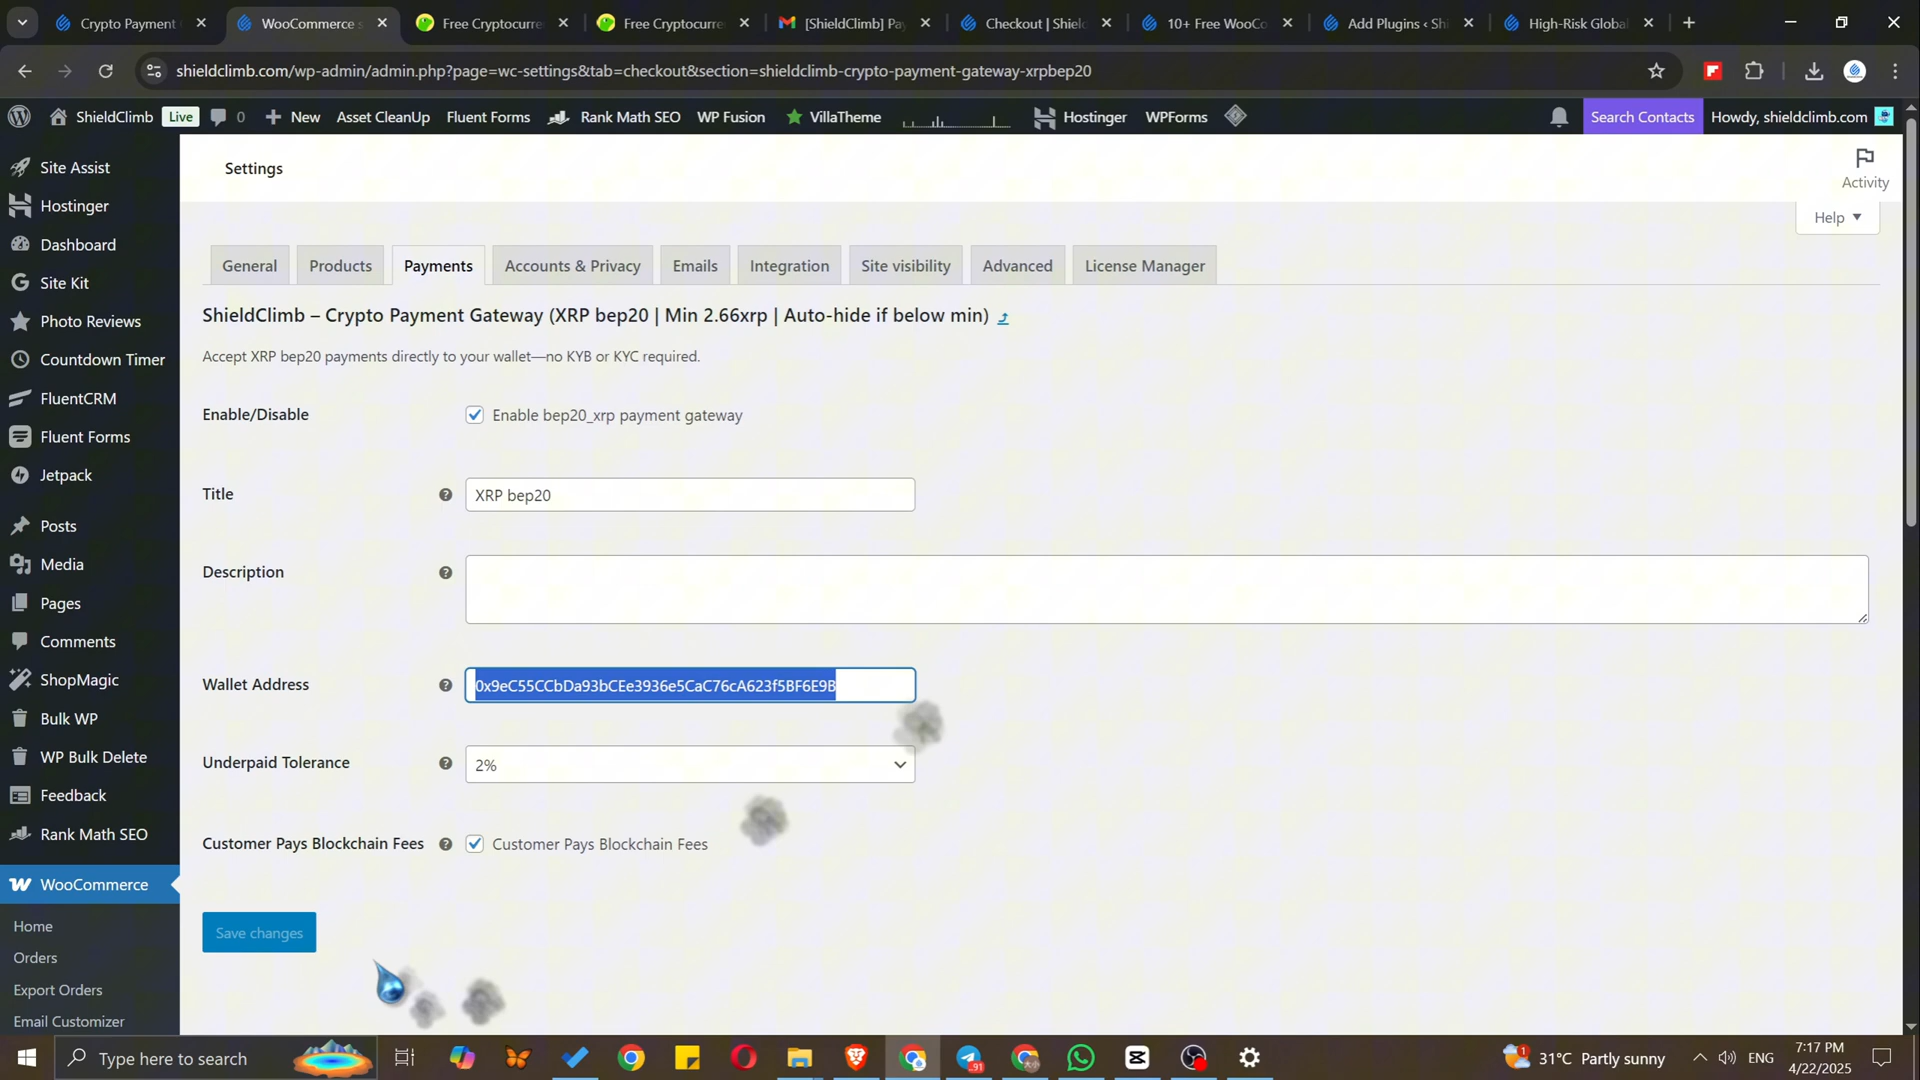 Crypto Payment
WooCommerce s
Free Cryptocurre
Free Cryptocurre
[ShieldClimb] Pay
Checkout | Shield
10+ Free WooCo
Add Plugins ‹ Shi
High-Risk Global
shieldclimb.com/wp-admin/admin.php?page=wc-settings&tab=checkout&section=shieldclimb-crypto-payment-gateway-xrpbep20
ShieldClimb
Live
0
New
Asset CleanUp
Fluent Forms
Rank Math SEO
WP Fusion
VillaTheme
Hostinger
WPForms
Search Contacts
Howdy, shieldclimb.com
Site Assist
Hostinger
Dashboard
Site Kit
Photo Reviews
Countdown Timer
FluentCRM
Fluent Forms
Jetpack
Posts
Media
Pages
Comments
ShopMagic
Bulk WP
WP Bulk Delete
Feedback
Rank Math SEO
WooCommerce
Home
Orders
Export Orders
Email Customizer
Settings
Activity
Help
General
Products
Payments
Accounts & Privacy
Emails
Integration
Site visibility
Advanced
License Manager
ShieldClimb – Crypto Payment Gateway (XRP bep20 | Min 2.66xrp | Auto-hide if below min)
Accept XRP bep20 payments directly to your wallet—no KYB or KYC required.
Enable/Disable
Enable bep20_xrp payment gateway
Title
XRP bep20
Description
Wallet Address
0x9eC55CCbDa93bCEe3936e5CaC76cA623f5BF6E9B
Underpaid Tolerance
2%
Customer Pays Blockchain Fees
Customer Pays Blockchain Fees
Save changes
Type here to search
91
1
31°C Partly sunny
ENG
7:17 PM
4/22/2025